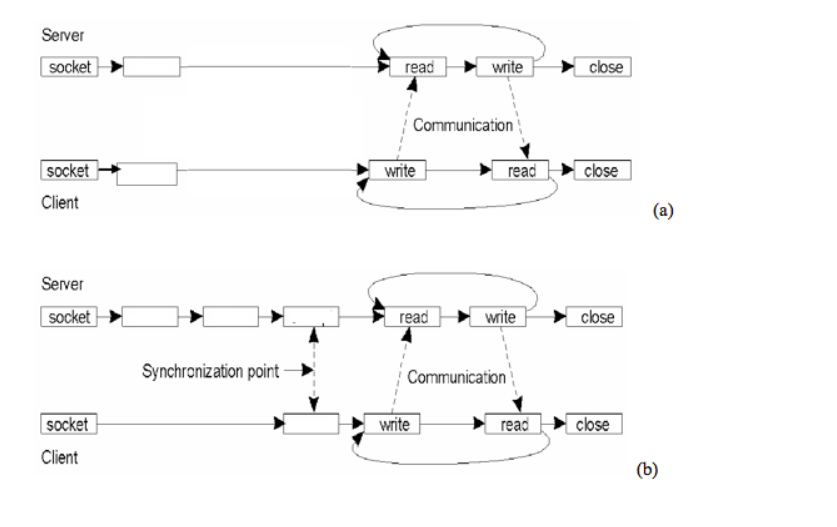 Server
socket read write close
Communication
socket write read close
Client
(a)
Server
socket read write close
Synchronization point Communication
socket write read close
Client
(b)